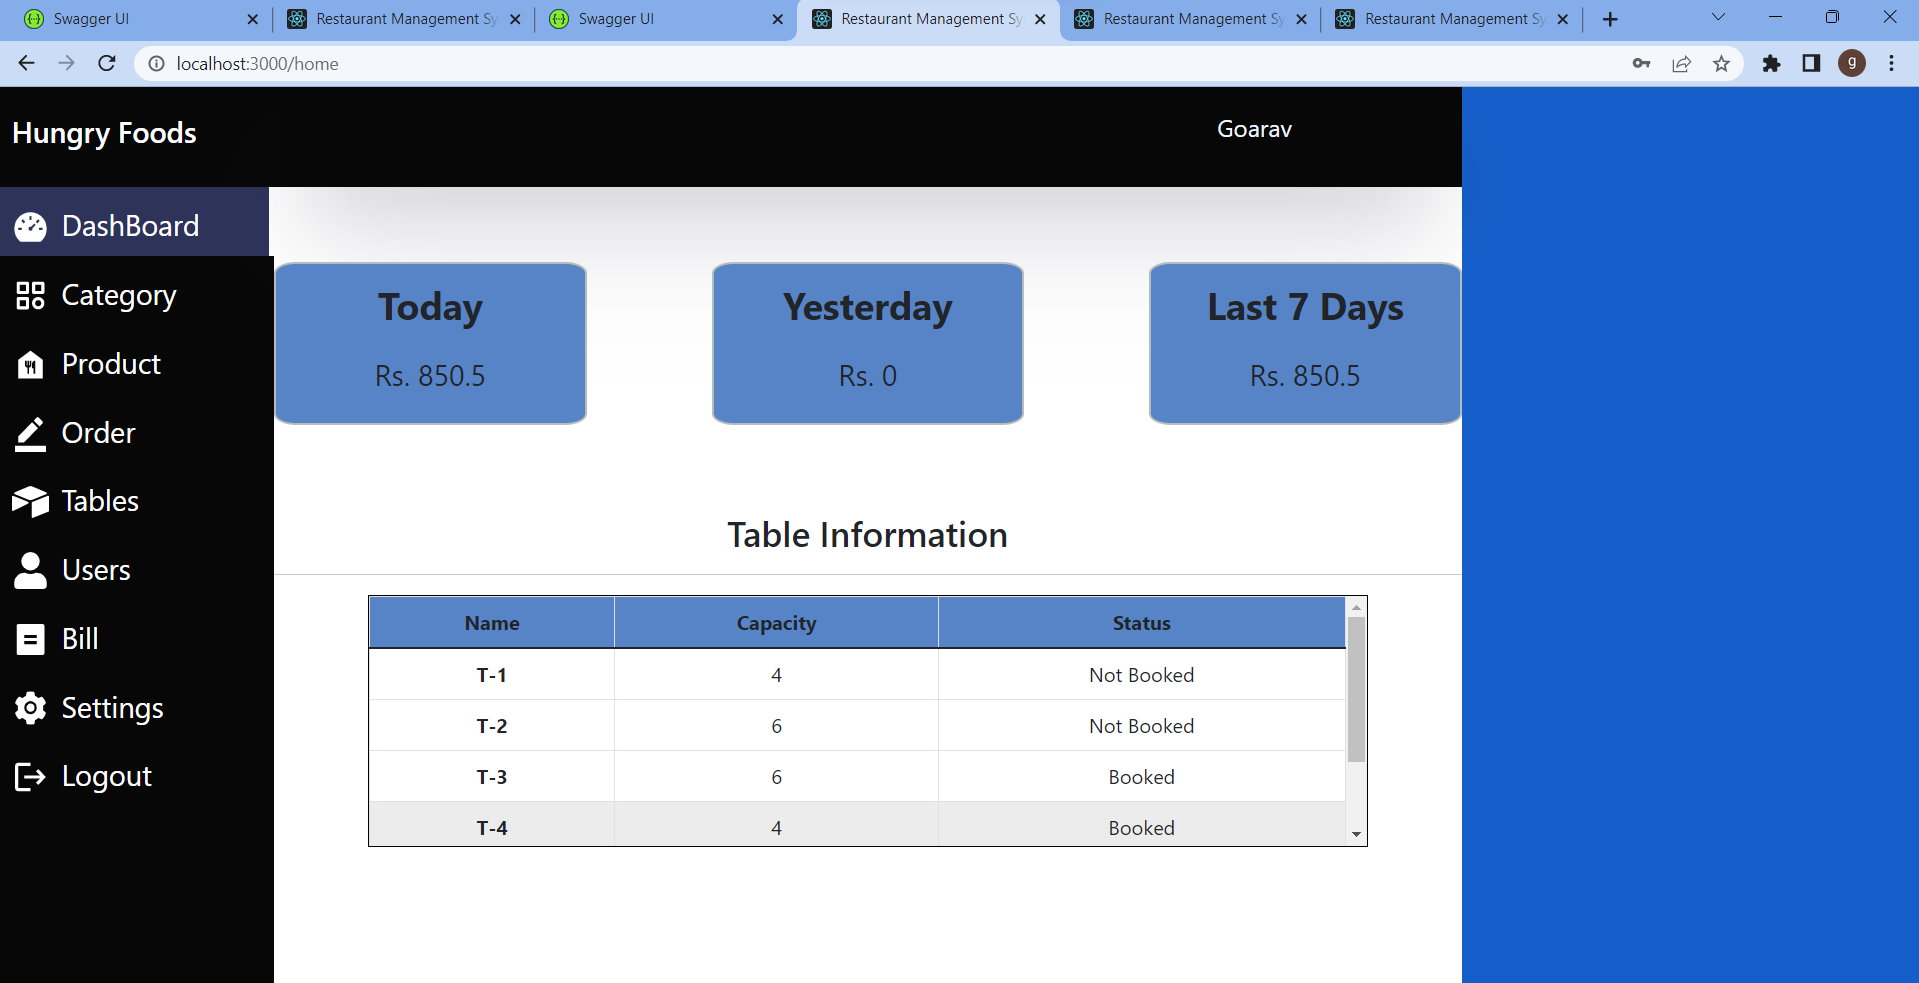 Swagger UI
Restaurant Management Sy
Swagger UI
Restaurant Management Sy
Restaurant Management Sy
Restaurant Management Sy
localhost:3000/home
g
Hungry Foods
Goarav
DashBoard
Category
Product
Order
Tables
Users
Bill
Settings
Logout
Today
Rs. 850.5
Yesterday
Rs. 0
Last 7 Days
Rs. 850.5
Table Information
Name Capacity Status
T-1 4 Not Booked
T-2 6 Not Booked
T-3 6 Booked
T-4 4 Booked